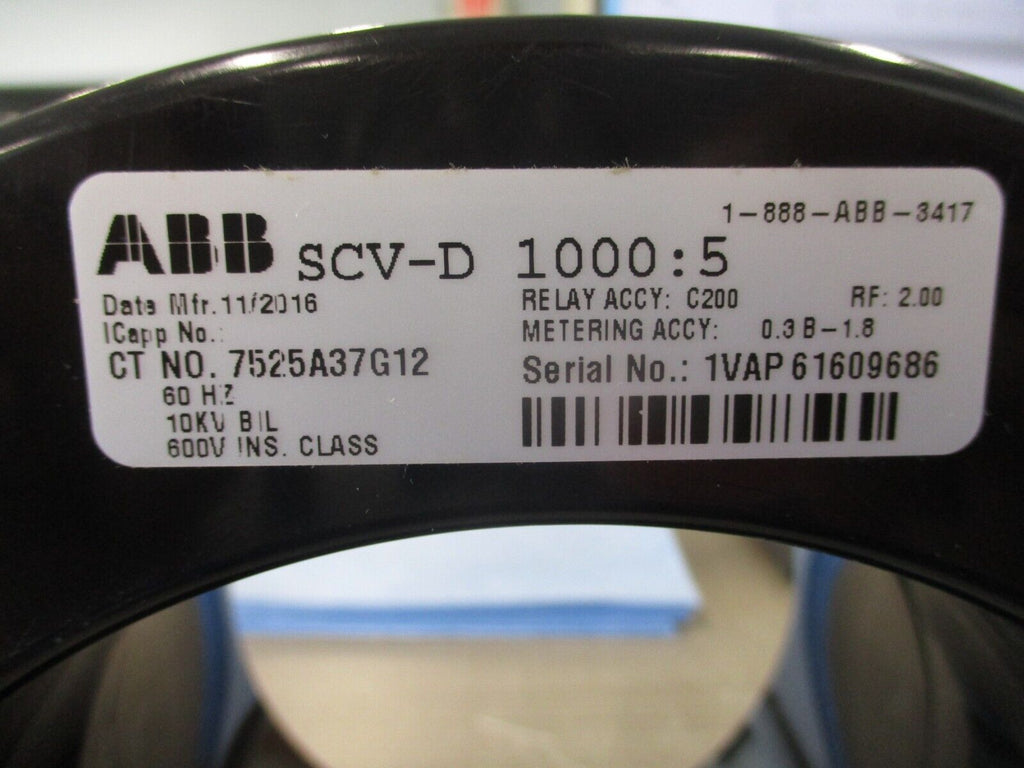 1-888-ABB-3417
ABB SCV-D 1000:5
Date Mfr. 11/2016
RELAY ACCY: C200 RF: 2.00
ICapp No.:
METERING ACCY: 0.3 B-1.8
CT NO. 7525A37G12
Serial No.: 1VAP 61609686
60 HZ
10KV BIL
600V INS. CLASS